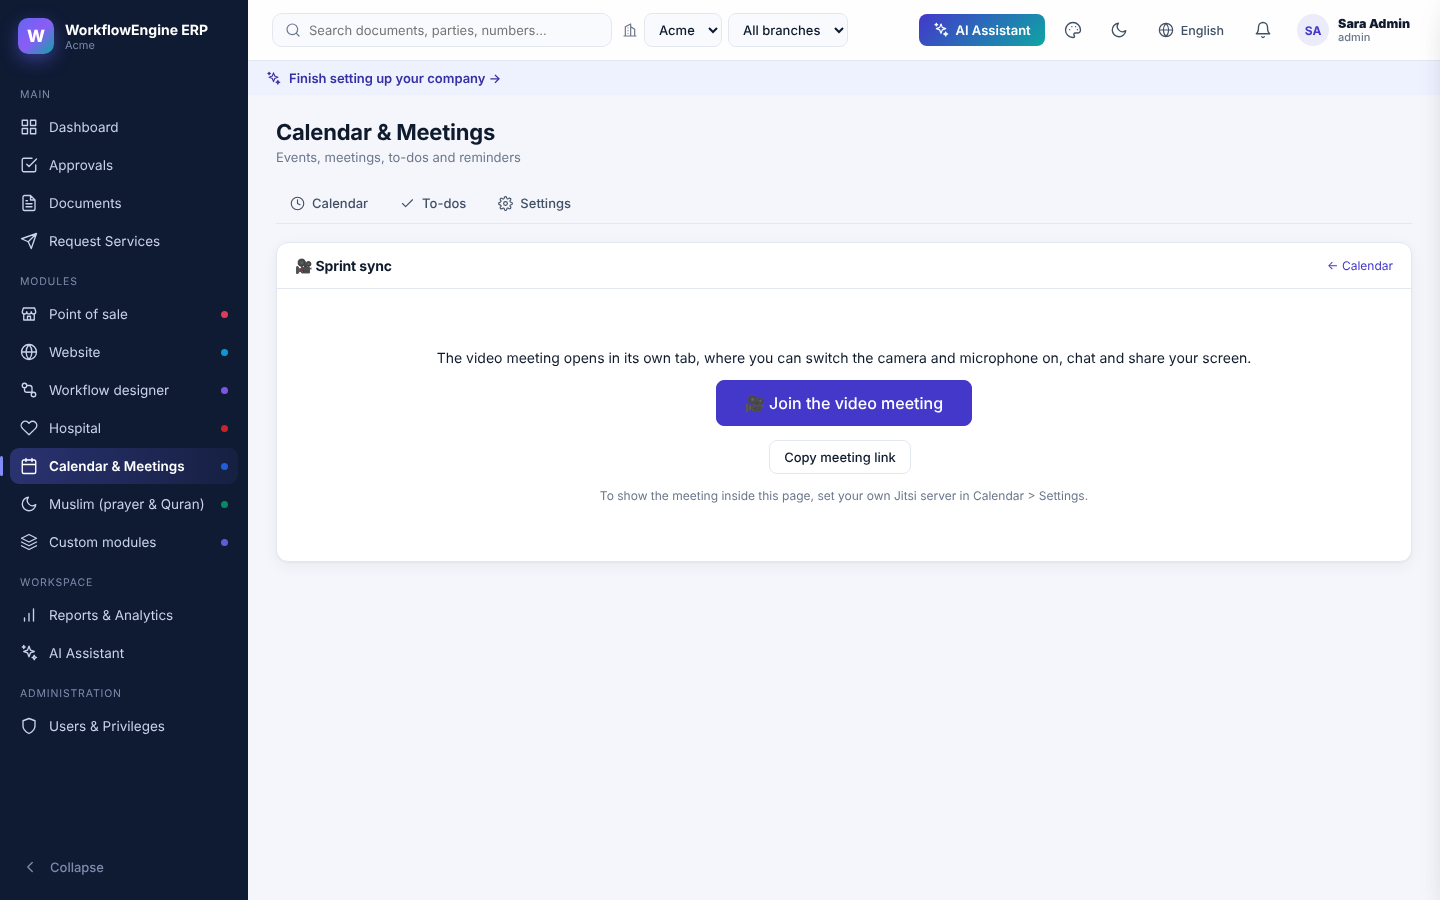 W
WorkflowEngine ERP
Acme
MAIN
Dashboard
Approvals
Documents
Request Services
MODULES
Point of sale
Website
Workflow designer
Hospital
Calendar & Meetings
Muslim (prayer & Quran)
Custom modules
WORKSPACE
Reports & Analytics
AI Assistant
ADMINISTRATION
Users & Privileges
Collapse
Search documents, parties, numbers...
Acme
All branches
AI Assistant
English
SA
Sara Admin
admin
Finish setting up your company →
Calendar & Meetings
Events, meetings, to-dos and reminders
Calendar
To-dos
Settings
🎥 Sprint sync
← Calendar
The video meeting opens in its own tab, where you can switch the camera and microphone on, chat and share your screen.
🎥 Join the video meeting
Copy meeting link
To show the meeting inside this page, set your own Jitsi server in Calendar > Settings.